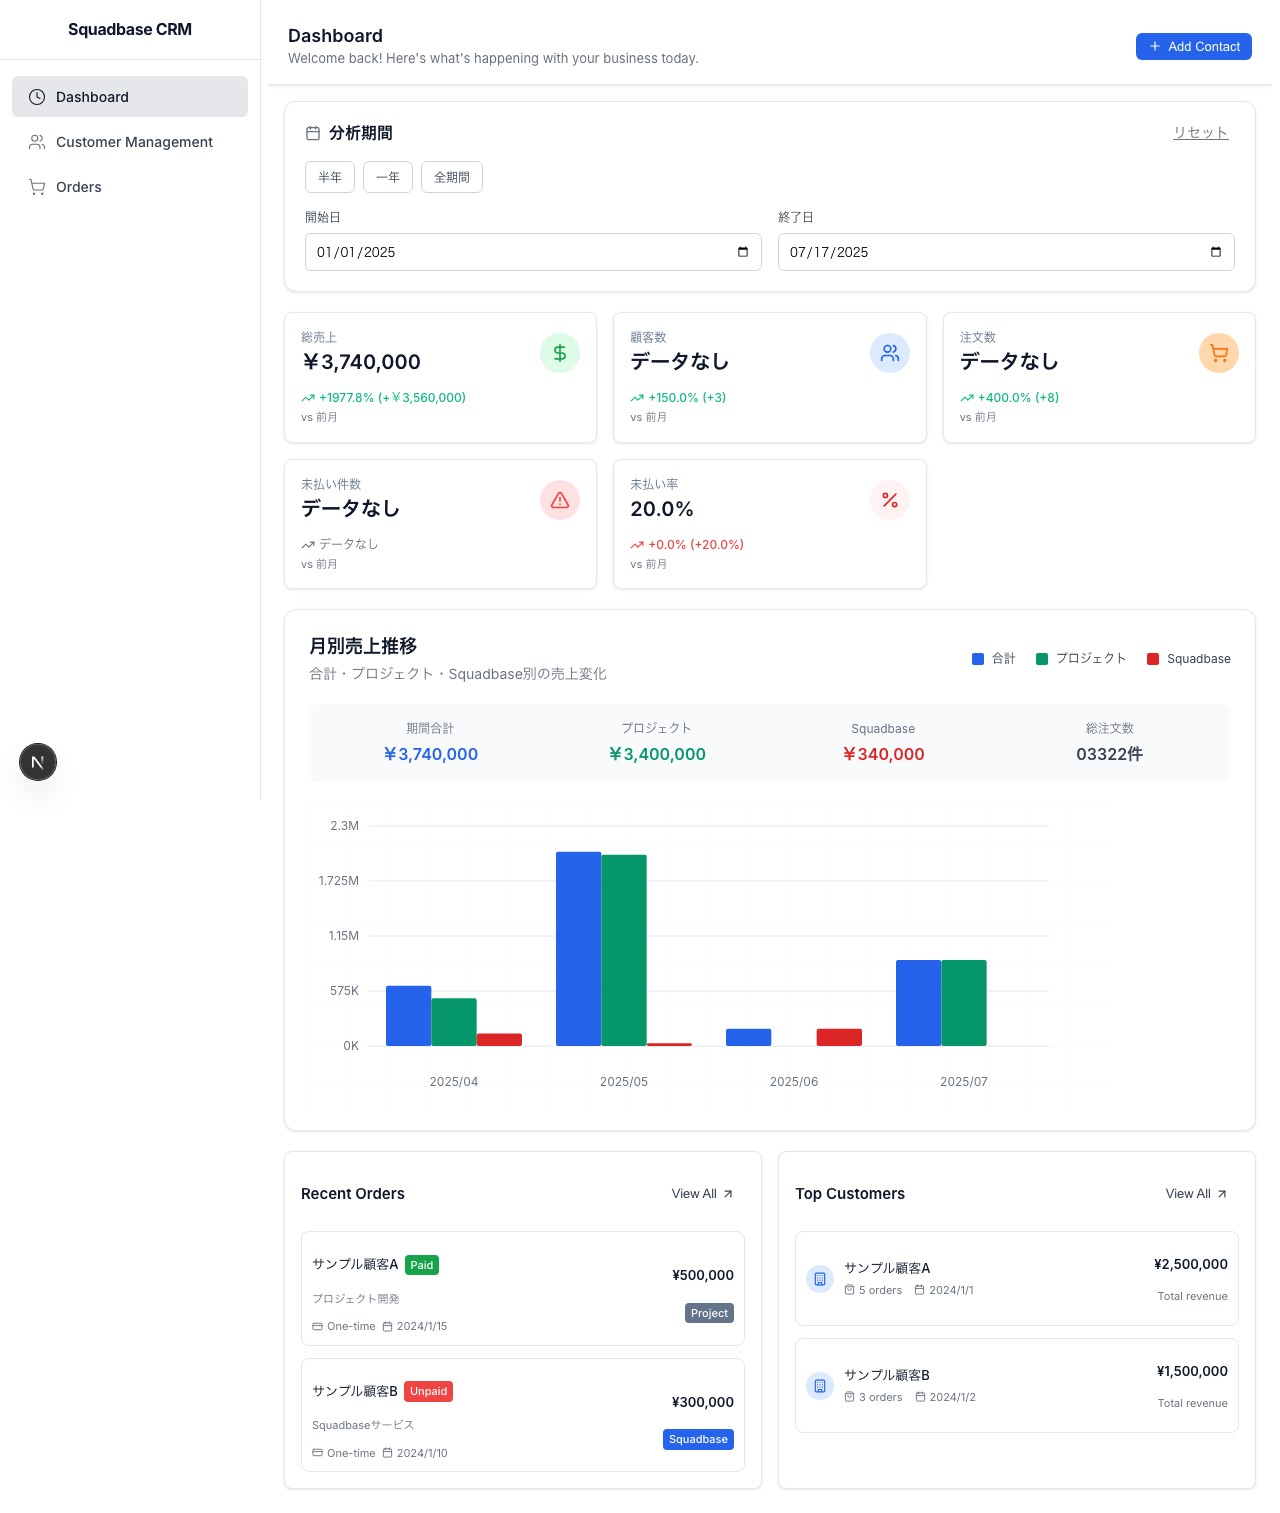 Squadbase CRM
Dashboard
Customer Management
Orders
Dashboard
Welcome back! Here's what's happening with your business today.
Add Contact
分析期間
リセット
半年
一年
全期間
開始日
終了日
01/01/2025
07/17/2025
総売上
¥3,740,000
+1977.8% (+¥3,560,000)
vs 前月
顧客数
データなし
+150.0% (+3)
vs 前月
注文数
データなし
+400.0% (+8)
vs 前月
未払い件数
データなし
データなし
vs 前月
未払い率
20.0%
+0.0% (+20.0%)
vs 前月
月別売上推移
合計・プロジェクト・Squadbase別の売上変化
合計
プロジェクト
Squadbase
期間合計
¥3,740,000
プロジェクト
¥3,400,000
Squadbase
¥340,000
総注文数
03322件
2.3M
1.725M
1.15M
575K
0K
2025/04
2025/05
2025/06
2025/07
Recent Orders
View All
サンプル顧客A
Paid
プロジェクト開発
One-time
2024/1/15
¥500,000
Project
サンプル顧客B
Unpaid
Squadbaseサービス
One-time
2024/1/10
¥300,000
Squadbase
Top Customers
View All
サンプル顧客A
5 orders
2024/1/1
¥2,500,000
Total revenue
サンプル顧客B
3 orders
2024/1/2
¥1,500,000
Total revenue
N